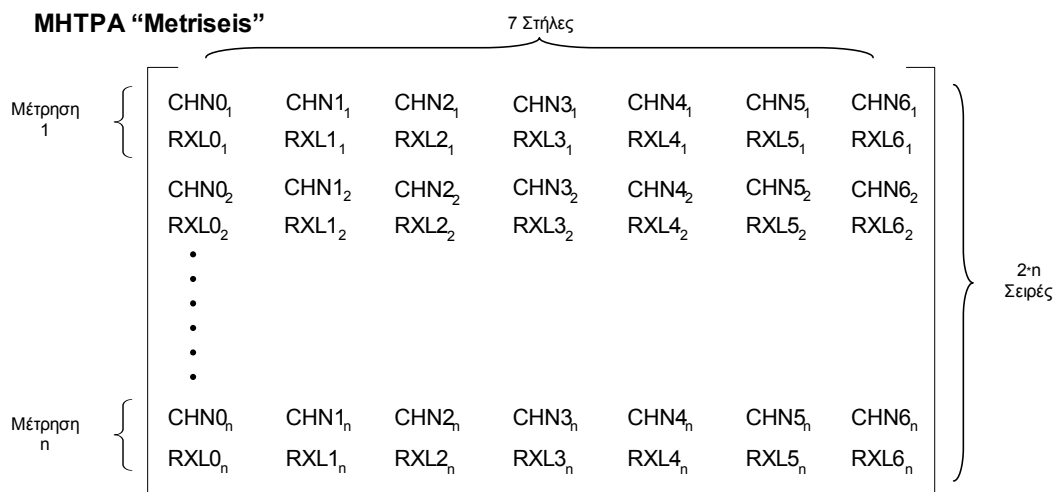 ΜΗΤΡΑ “Metriseis”
7 Στήλες
Μέτρηση
1
CHN0₁ CHN1₁ CHN2₁ CHN3₁ CHN4₁ CHN5₁ CHN6₁
RXL0₁ RXL1₁ RXL2₁ RXL3₁ RXL4₁ RXL5₁ RXL6₁
CHN0₂ CHN1₂ CHN2₂ CHN3₂ CHN4₂ CHN5₂ CHN6₂
RXL0₂ RXL1₂ RXL2₂ RXL3₂ RXL4₂ RXL5₂ RXL6₂
2*n
Σειρές
Μέτρηση
n
CHN0ₙ CHN1ₙ CHN2ₙ CHN3ₙ CHN4ₙ CHN5ₙ CHN6ₙ
RXL0ₙ RXL1ₙ RXL2ₙ RXL3ₙ RXL4ₙ RXL5ₙ RXL6ₙ